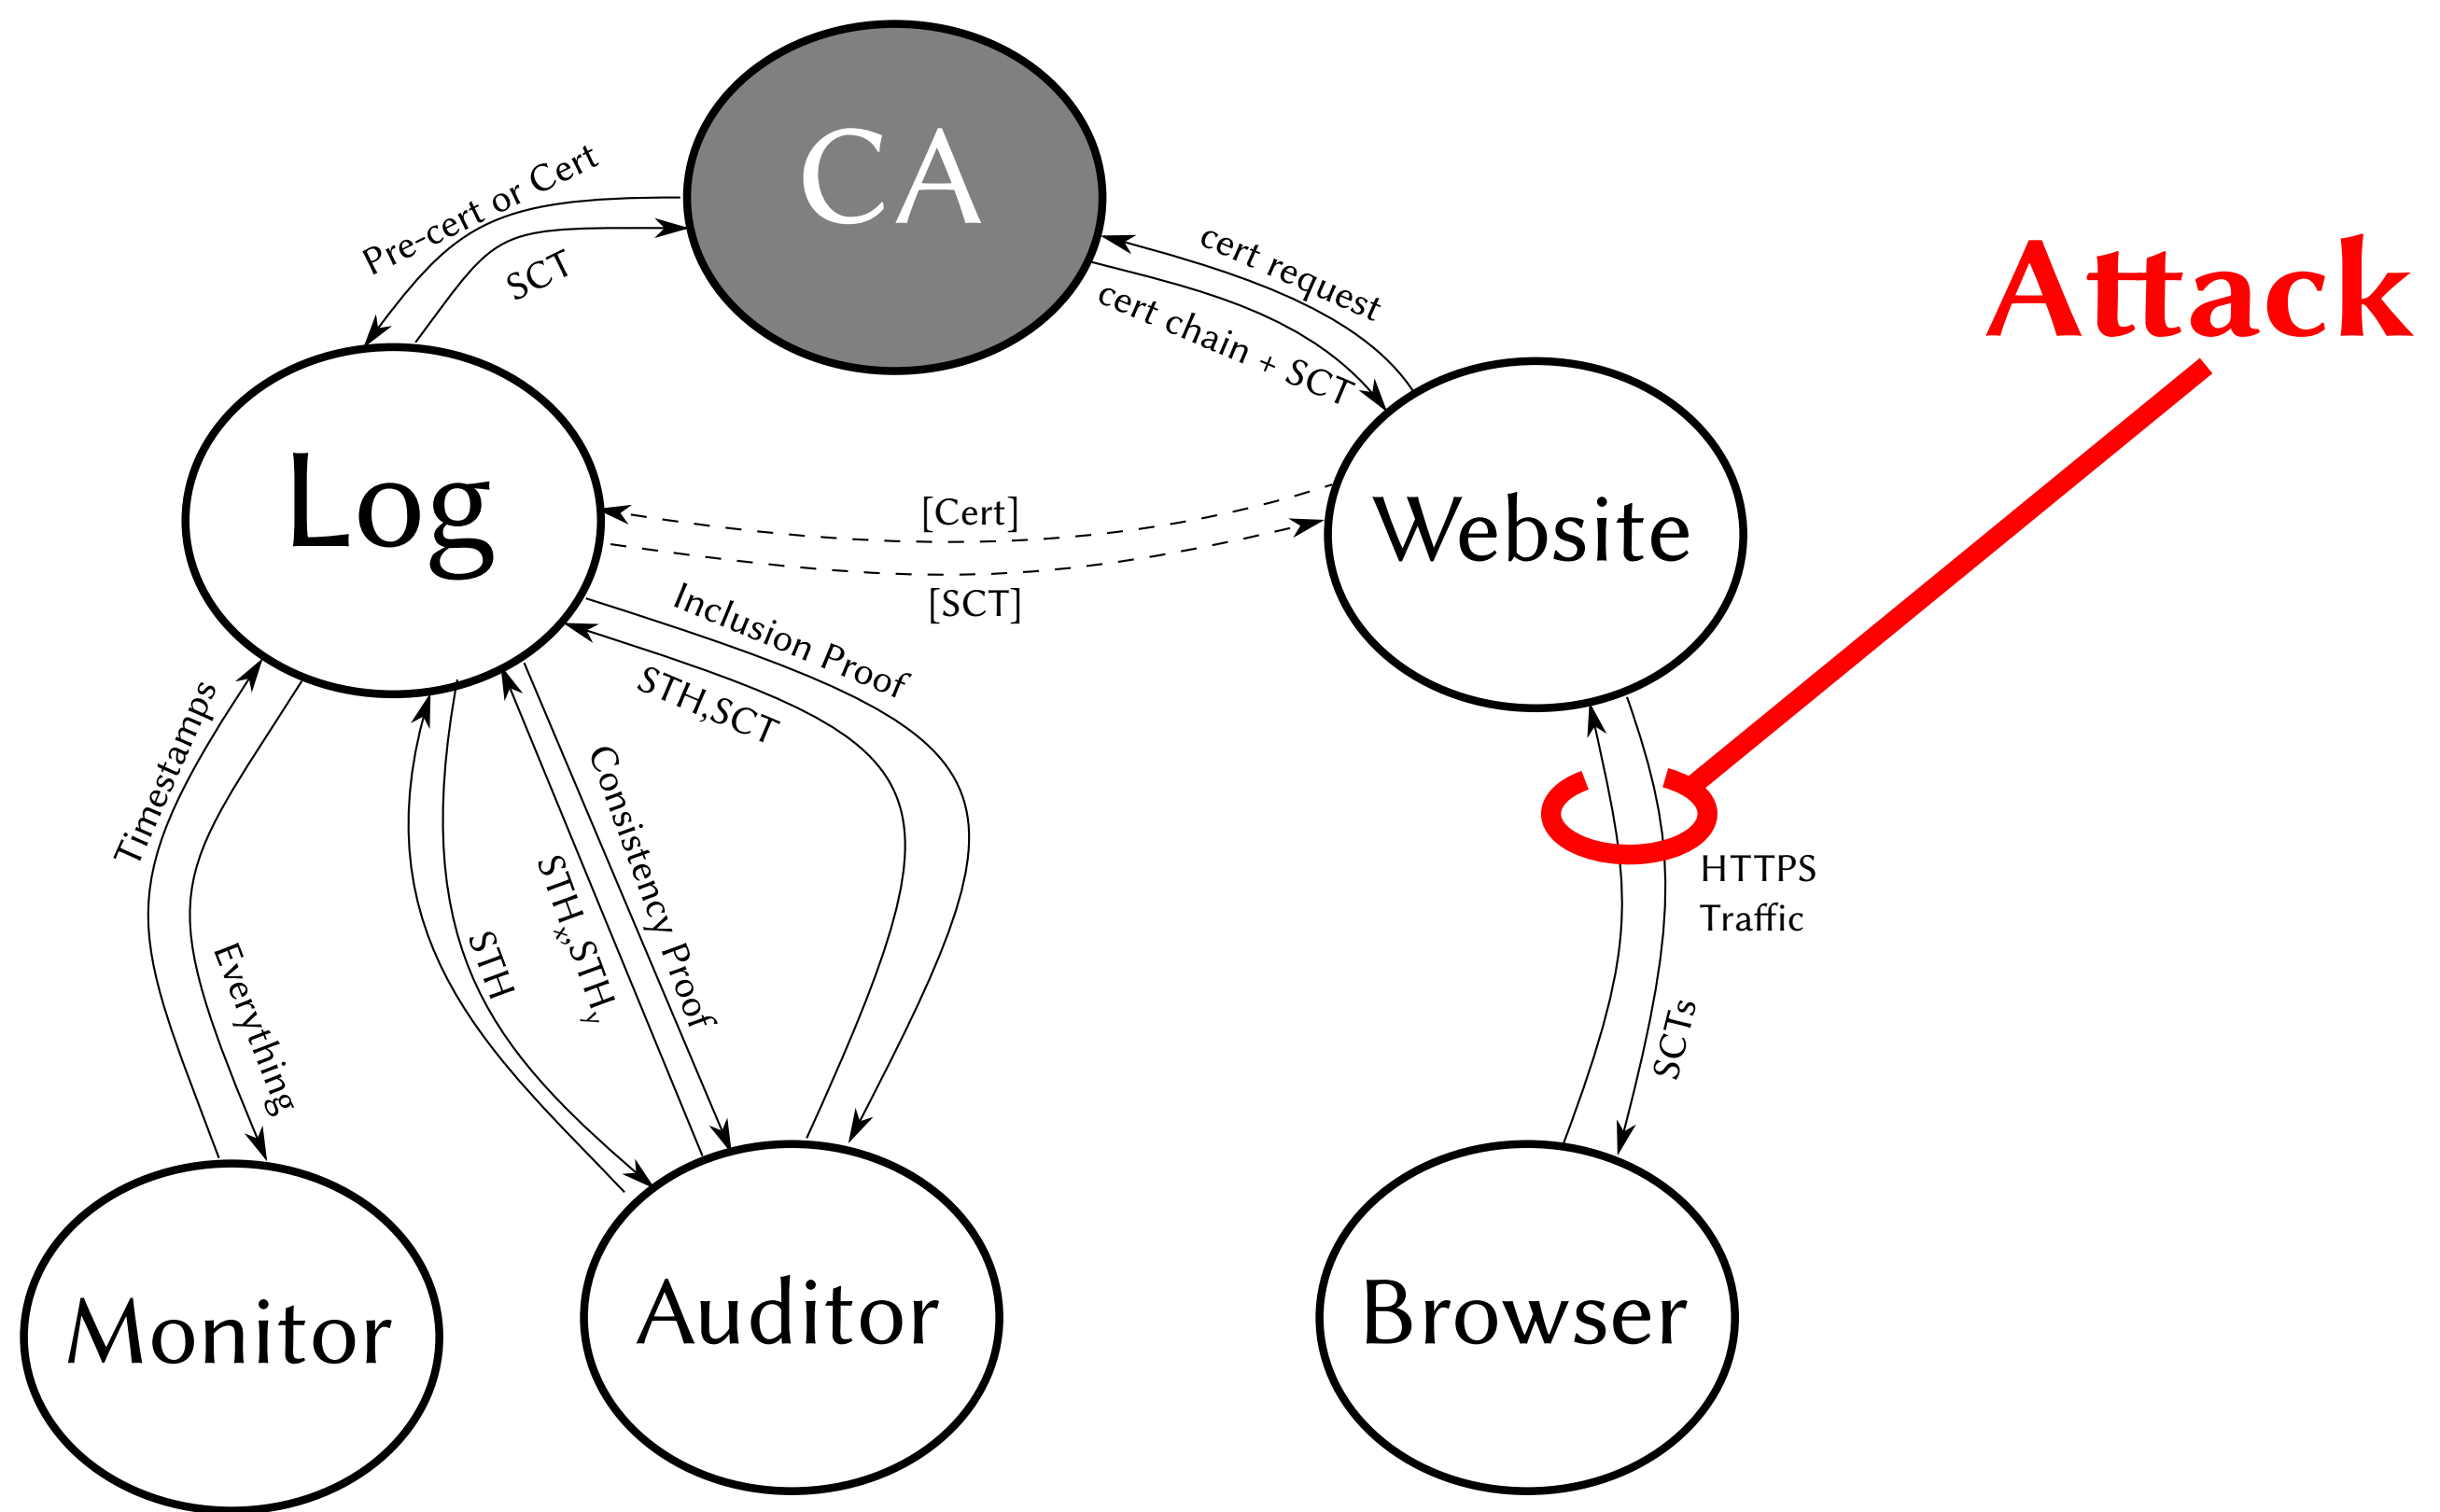 CA
Pre-cert or Cert
SCT
cert request
cert chain + SCT
Attack
Log
Website
[Cert]
[SCT]
Inclusion Proof
STH,SCT
Timestamps
Everything
STH
STHx,STHy
Consistency Proof
HTTPS
Traffic
SCTs
Monitor
Auditor
Browser